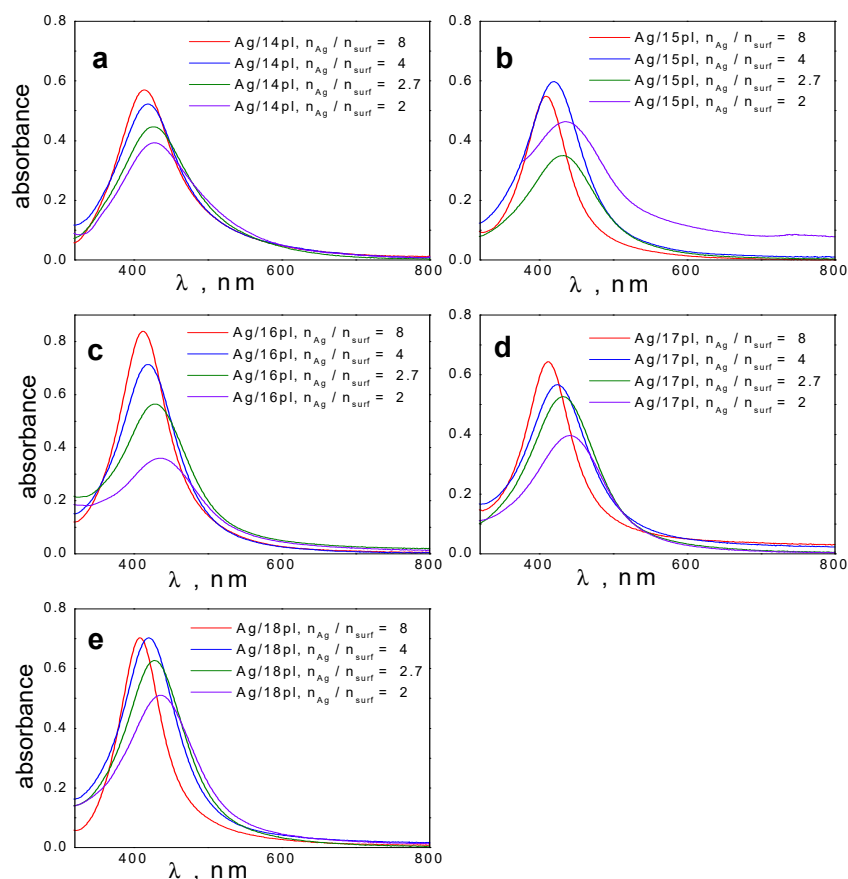 a
Ag/14pl, nAg / nsurf = 8
Ag/14pl, nAg / nsurf = 4
Ag/14pl, nAg / nsurf = 2.7
Ag/14pl, nAg / nsurf = 2
absorbance
0.8
0.6
0.4
0.2
0.0
400
600
800
λ , nm
b
Ag/15pl, nAg / nsurf = 8
Ag/15pl, nAg / nsurf = 4
Ag/15pl, nAg / nsurf = 2.7
Ag/15pl, nAg / nsurf = 2
0.8
0.6
0.4
0.2
0.0
400
600
800
λ , nm
c
Ag/16pl, nAg / nsurf = 8
Ag/16pl, nAg / nsurf = 4
Ag/16pl, nAg / nsurf = 2.7
Ag/16pl, nAg / nsurf = 2
absorbance
0.8
0.6
0.4
0.2
0.0
400
600
800
λ , nm
d
Ag/17pl, nAg / nsurf = 8
Ag/17pl, nAg / nsurf = 4
Ag/17pl, nAg / nsurf = 2.7
Ag/17pl, nAg / nsurf = 2
absorbance
0.8
0.6
0.4
0.2
0.0
400
600
800
λ , nm
e
Ag/18pl, nAg / nsurf = 8
Ag/18pl, nAg / nsurf = 4
Ag/18pl, nAg / nsurf = 2.7
Ag/18pl, nAg / nsurf = 2
absorbance
0.8
0.6
0.4
0.2
0.0
400
600
800
λ , nm